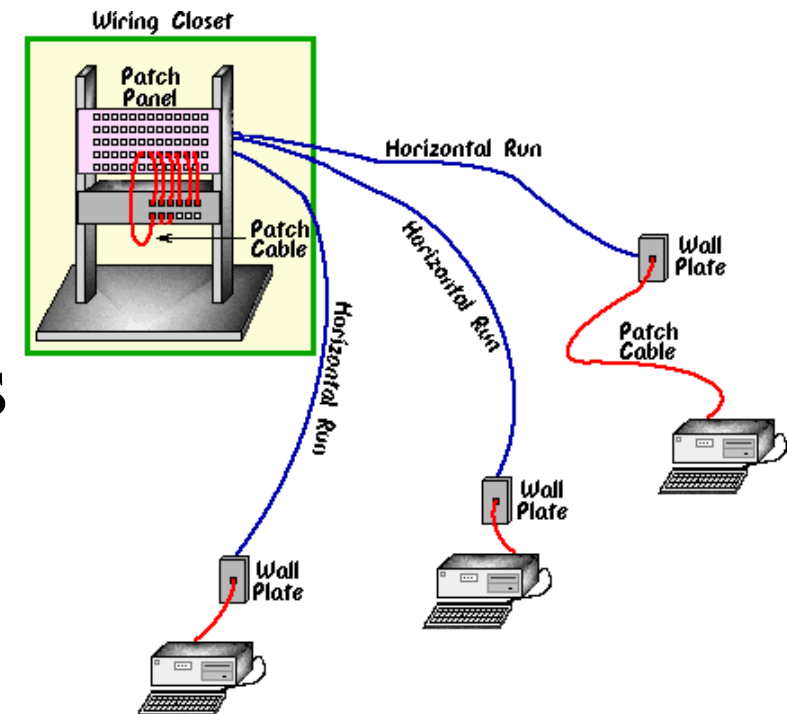 Wiring Closet
Patch
Panel
Patch
Cable
Horizontal Run
Wall
Plate
Horizontal Run
Patch
Cable
Horizontal Run
s
Wall
Plate
Wall
Plate